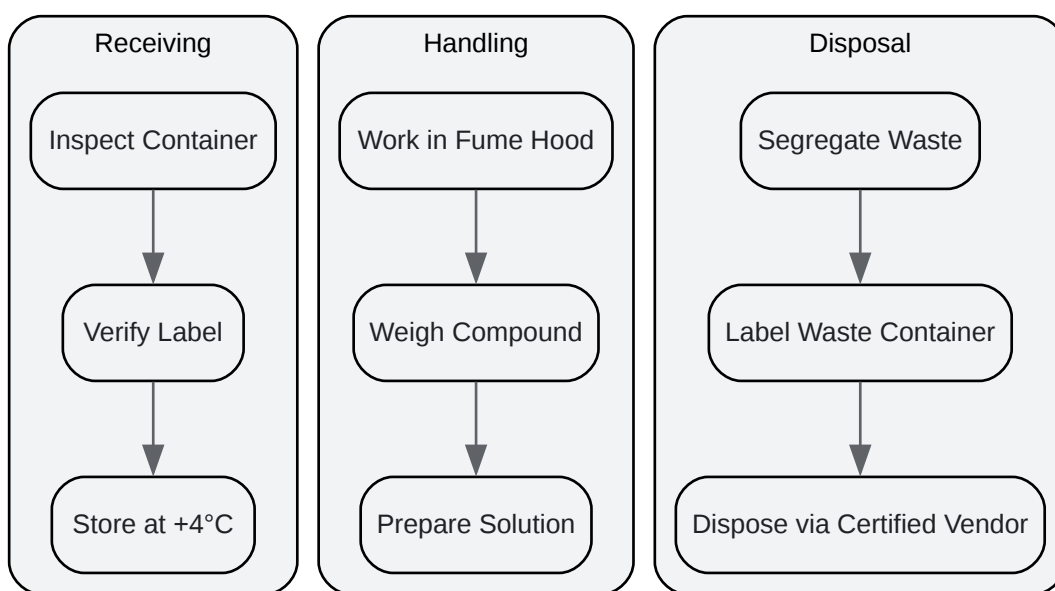 Receiving
Inspect Container
Verify Label
Store at +4°C
Handling
Work in Fume Hood
Weigh Compound
Prepare Solution
Disposal
Segregate Waste
Label Waste Container
Dispose via Certified Vendor